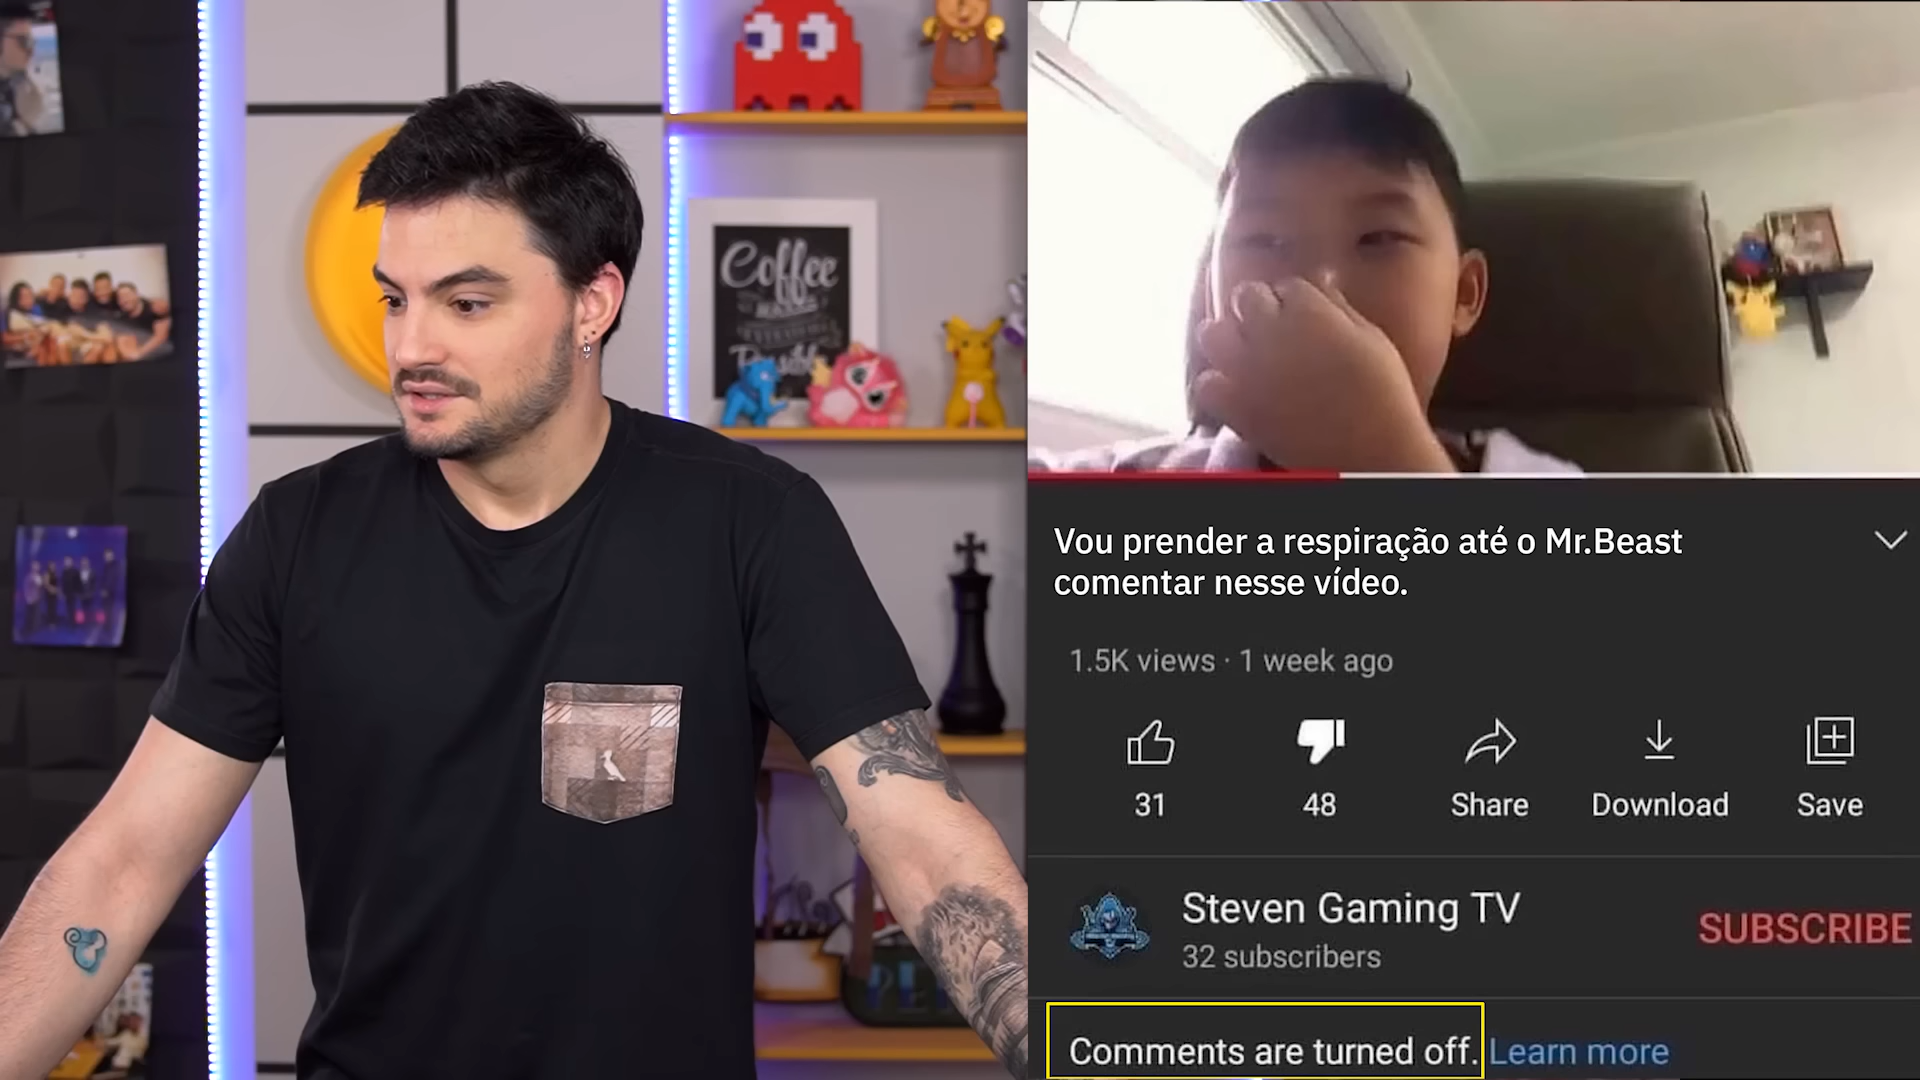 Coffee
Possible
Vou prender a respiração até o Mr.Beast
comentar nesse vídeo.
1.5K views · 1 week ago
31
48
Share
Download
Save
Steven Gaming TV
32 subscribers
SUBSCRIBE
Comments are turned off. Learn more